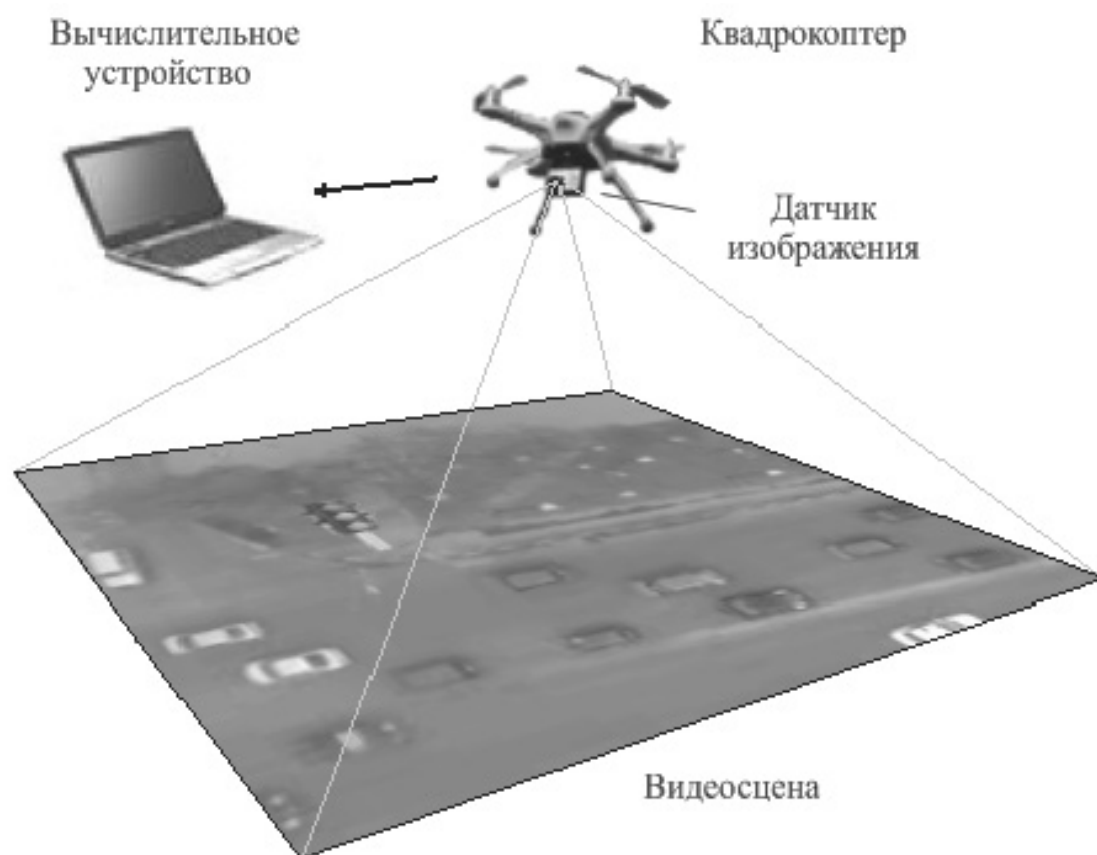 Вычислительное
устройство
Квадрокоптер
Датчик
изображения
Видеосцена